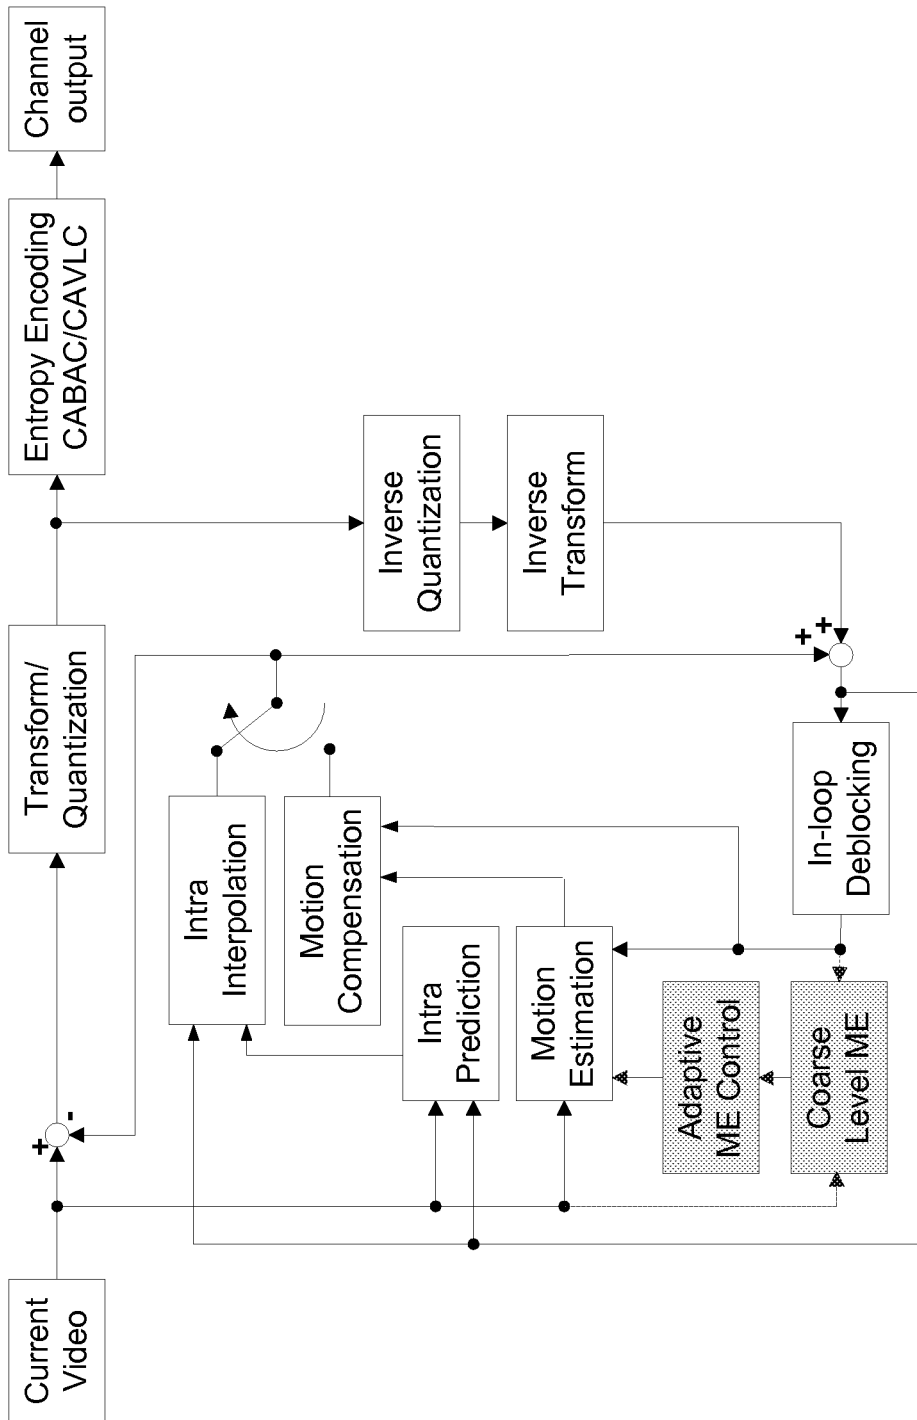 Current
Video
+
-
Transform/
Quantization
Entropy Encoding
CABAC/CAVLC
Channel
output
Intra
Interpolation
Motion
Compensation
Inverse
Quantization
Intra
Prediction
Inverse
Transform
Motion
Estimation
Adaptive
ME Control
+
+
Coarse
Level ME
In-loop
Deblocking